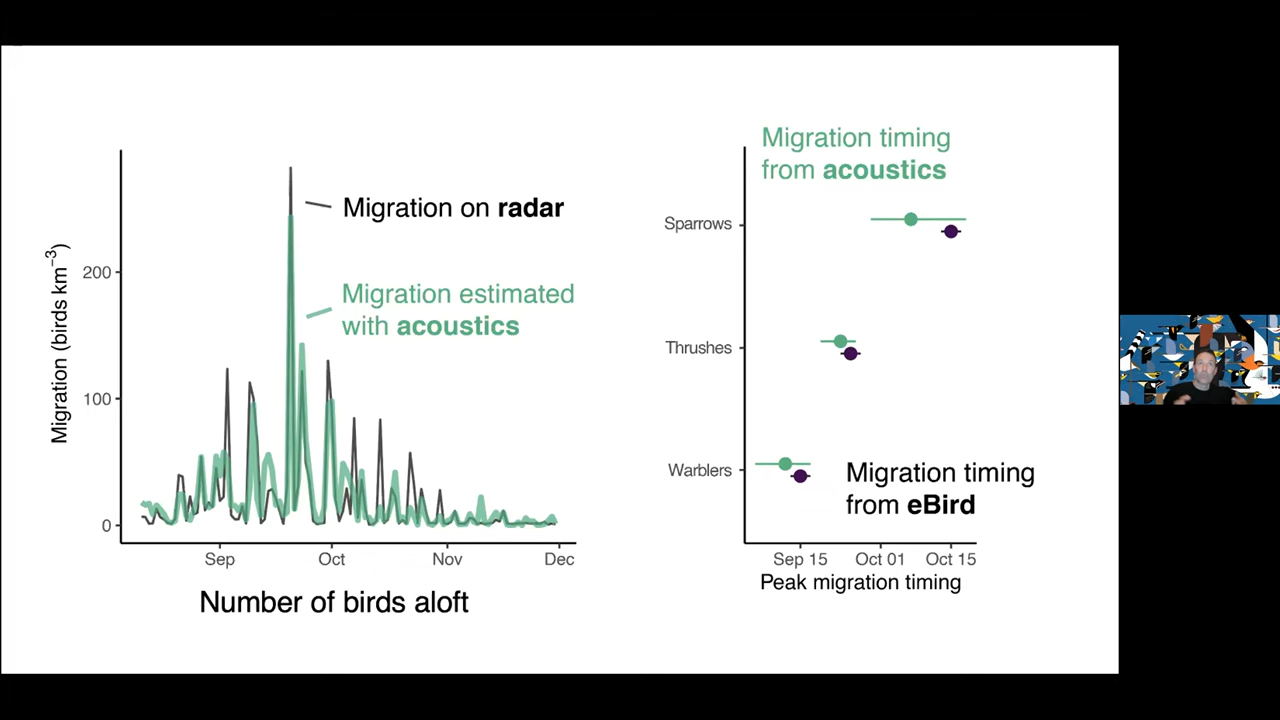 Migration on radar
Migration estimated
with acoustics
Migration (birds km⁻³)
200
100
0
Sep
Oct
Nov
Dec
Number of birds aloft
Migration timing
from acoustics
Sparrows
Thrushes
Warblers
Migration timing
from eBird
Sep 15
Oct 01
Oct 15
Peak migration timing